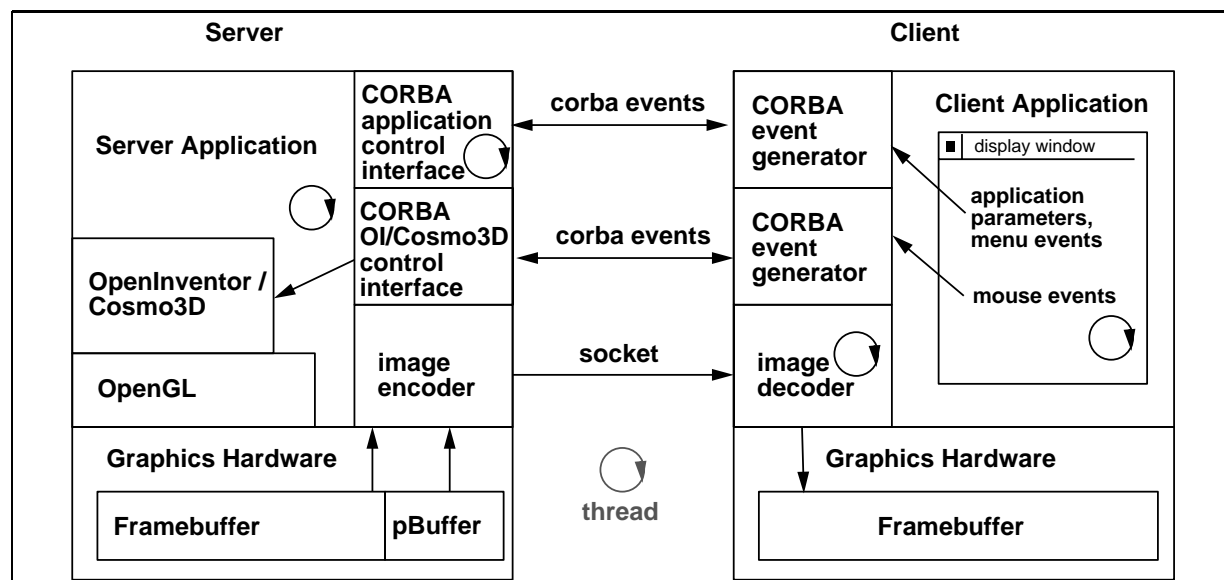 Server
Client
Server Application
CORBA
application
control
interface
CORBA
OI/Cosmo3D
control
interface
OpenInventor /
Cosmo3D
OpenGL
image
encoder
Graphics Hardware
Framebuffer
pBuffer
corba events
corba events
socket
thread
CORBA
event
generator
CORBA
event
generator
image
decoder
Client Application
display window
application
parameters,
menu events
mouse events
Graphics Hardware
Framebuffer